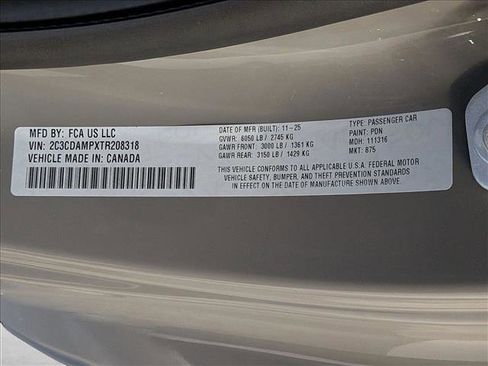 MFD BY: FCA US LLC
VIN: 2C3CDAMPXTR208318
VEHICLE MADE IN: CANADA
DATE OF MFR (BUILT): 11-25
GVWR: 6050 LB / 2745 KG
GAWR FRONT: 3000 LB / 1361 KG
GAWR REAR: 3150 LB / 1429 KG
TYPE: PASSENGER CAR
PAINT: PDN
MDH: 111316
MKT: 875
THIS VEHICLE CONFORMS TO ALL APPLICABLE U.S.A. FEDERAL MOTOR
VEHICLE SAFETY, BUMPER, AND THEFT PREVENTION STANDARDS
IN EFFECT ON THE DATE OF MANUFACTURE SHOWN ABOVE.